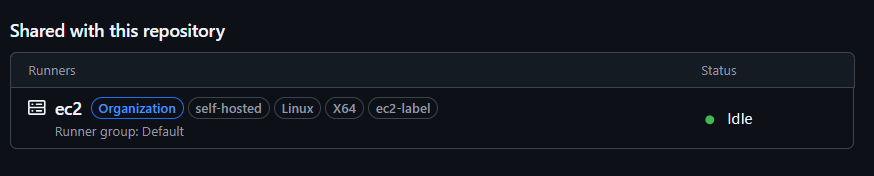 Shared with this repository
Runners Status
ec2 Organization self-hosted Linux X64 ec2-label Idle
Runner group: Default